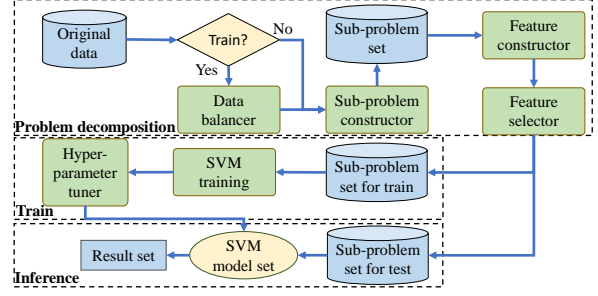 Original
data
Train?
No
Yes
Data
balancer
Sub-problem
set
Sub-problem
constructor
Feature
constructor
Feature
selector
Problem decomposition
Hyper-
parameter
tuner
SVM
training
Sub-problem
set for train
Train
Result set
SVM
model set
Sub-problem
set for test
Inference